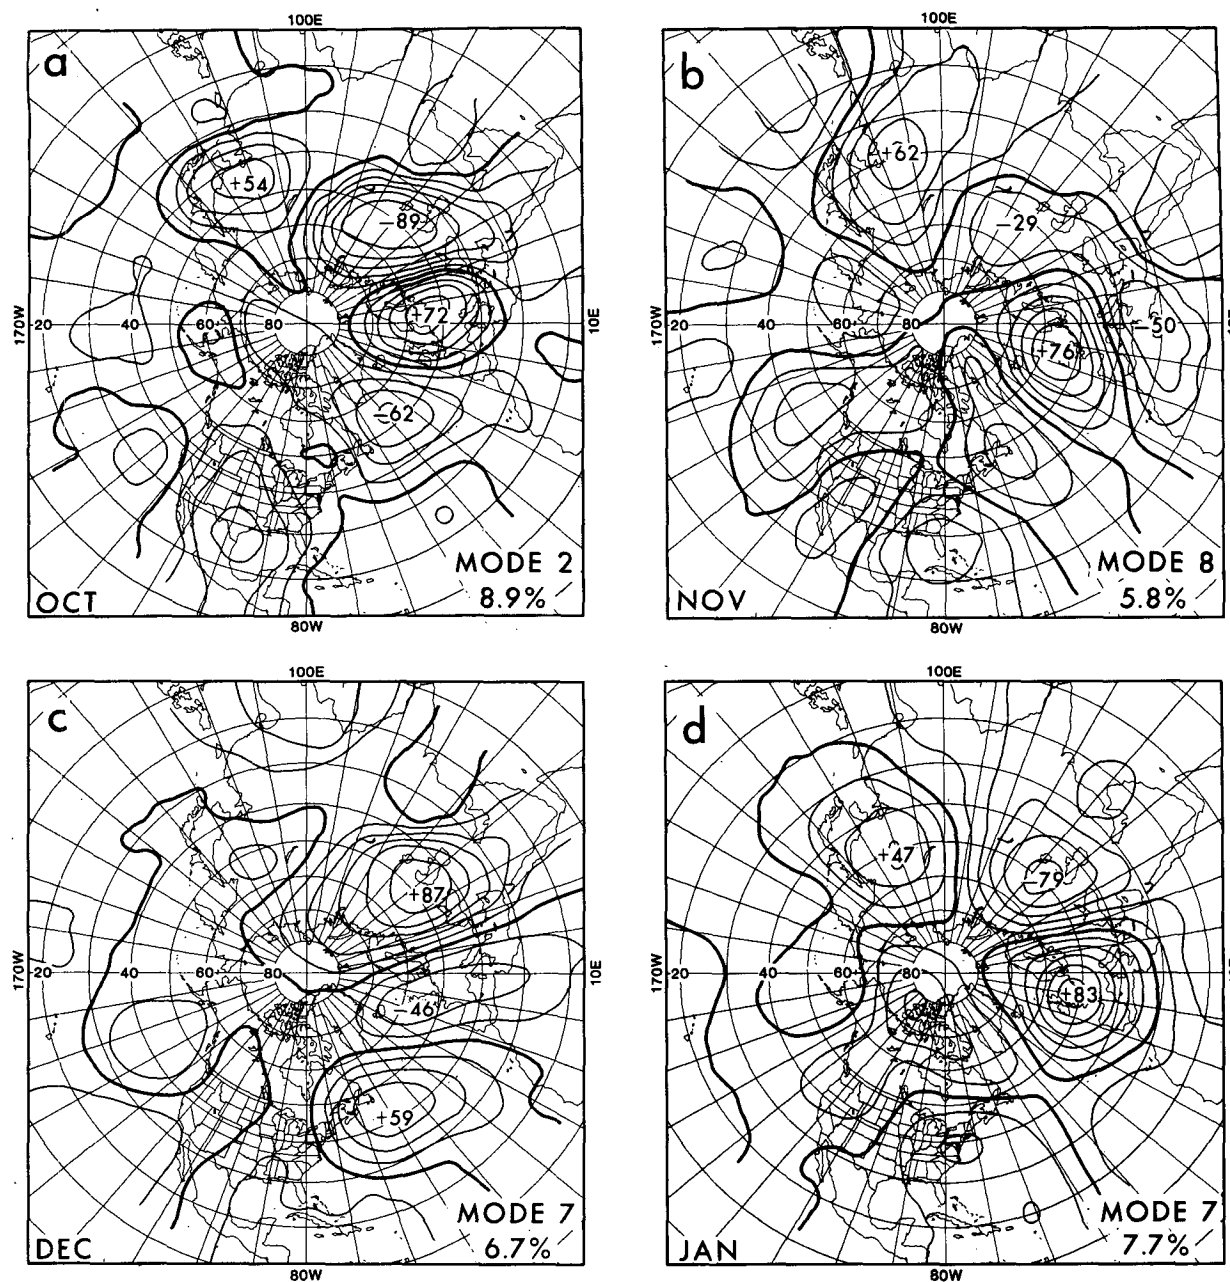 100E
100E
a
b
+54
-89
+62
-29
+72
-50
+76
170W 20 40 60 80 10E
170W 20 40 60 80
-62
MODE 2
8.9%
OCT
MODE 8
5.8%
NOV
80W
80W
100E
100E
c
d
+87
+47
-79
-46
+83
170W 20 40 60 80 10E
170W 20 40 60 80
+59
MODE 7
6.7%
DEC
MODE 7
7.7%
JAN
80W
80W